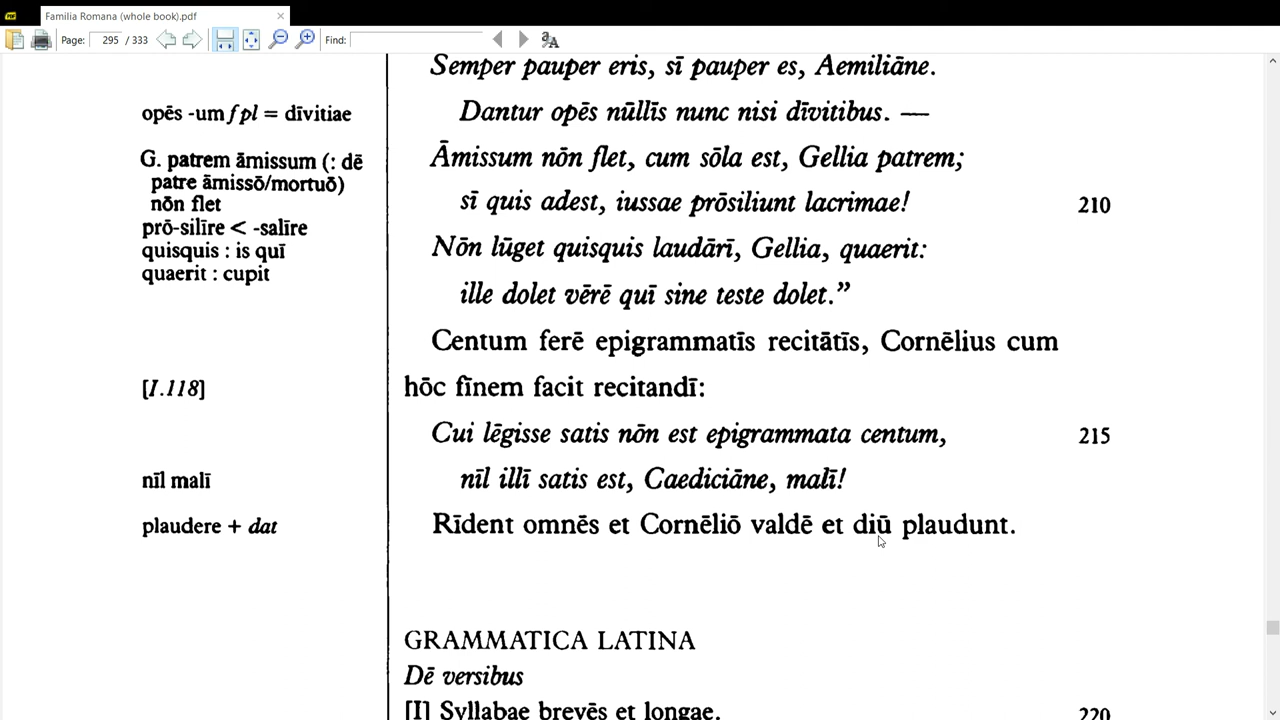 Familia Romana (whole book).pdf
Page: 295 / 333 Find:
Semper pauper eris, sī pauper es, Aemiliāne.
opēs -um f pl = dīvitiae
Dantur opēs nūllīs nunc nisi dīvitibus. —
G. patrem āmissum (: dē
patre āmissō/mortuō)
nōn flet
Āmissum nōn flet, cum sōla est, Gellia patrem;
sī quis adest, iussae prōsiliunt lacrimae! 210
prō-silīre < -salīre
quisquis : is quī
quaerit : cupit
Nōn lūget quisquis laudārī, Gellia, quaerit:
ille dolet vērē quī sine teste dolet.”
Centum ferē epigrammatīs recitātīs, Cornēlius cum
[I.118]
hōc fīnem facit recitandī:
Cui lēgisse satis nōn est epigrammata centum, 215
nīl malī
nīl illī satis est, Caediciāne, malī!
plaudere + dat
Rīdent omnēs et Cornēliō valdē et diū plaudunt.
GRAMMATICA LATINA
Dē versibus
[I] Syllabae brevēs et longae. 220